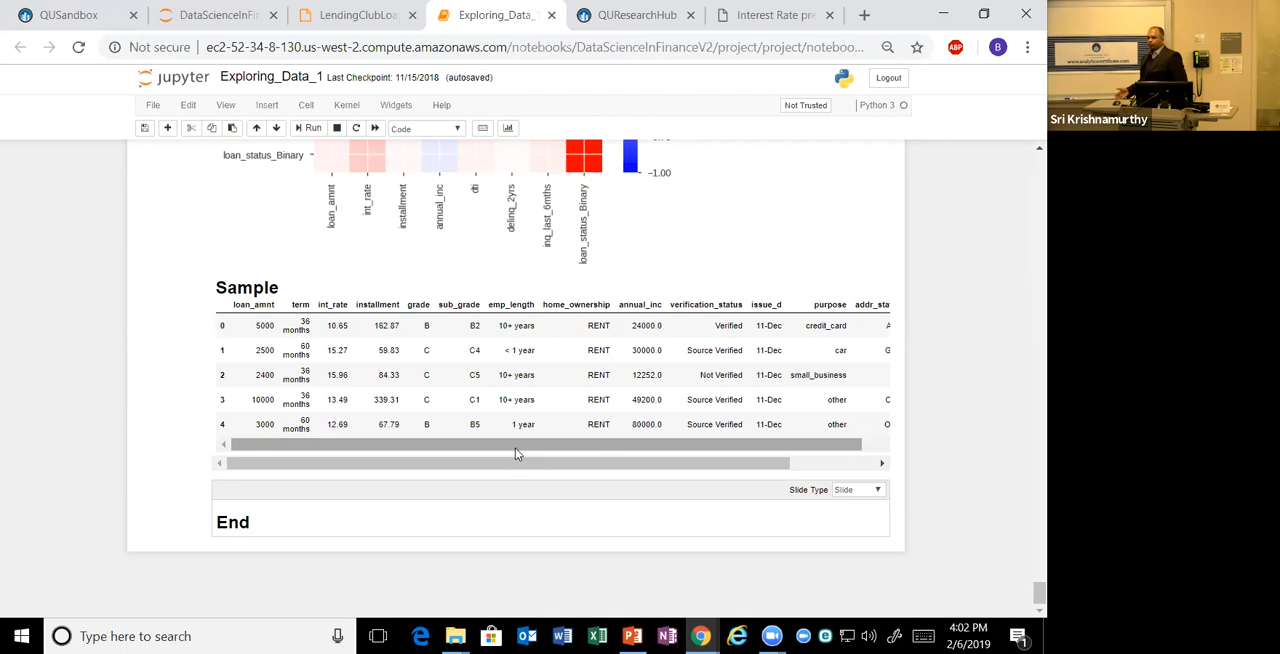 QUSandbox
DataScienceInFin
LendingClubLoa
Exploring_Data_
QUResearchHub
Interest Rate pre
Not secure
ec2-52-34-8-130.us-west-2.compute.amazonaws.com/notebooks/DataScienceInFinanceV2/project/project/noteboo...
ABP
B
jupyter Exploring_Data_1 Last Checkpoint: 11/15/2018 (autosaved)
Logout
File Edit View Insert Cell Kernel Widgets Help
Not Trusted
Python 3
Run
Code
www.analyticscertificate.com
Sri Krishnamurthy
loan_status_Binary
−1.00
loan_amnt
int_rate
installment
annual_inc
dti
delinq_2yrs
inq_last_6mths
loan_status_Binary
Sample
loan_amnt term int_rate installment grade sub_grade emp_length home_ownership annual_inc verification_status issue_d purpose addr_sta
0 5000 36 months 10.65 162.87 B B2 10+ years RENT 24000.0 Verified 11-Dec credit_card A
1 2500 60 months 15.27 59.83 C C4 < 1 year RENT 30000.0 Source Verified 11-Dec car G
2 2400 36 months 15.96 84.33 C C5 10+ years RENT 12252.0 Not Verified 11-Dec small_business
3 10000 36 months 13.49 339.31 C C1 10+ years RENT 49200.0 Source Verified 11-Dec other C
4 3000 60 months 12.69 67.79 B B5 1 year RENT 80000.0 Source Verified 11-Dec other O
Slide Type Slide
End
Type here to search
4:02 PM
2/6/2019
1